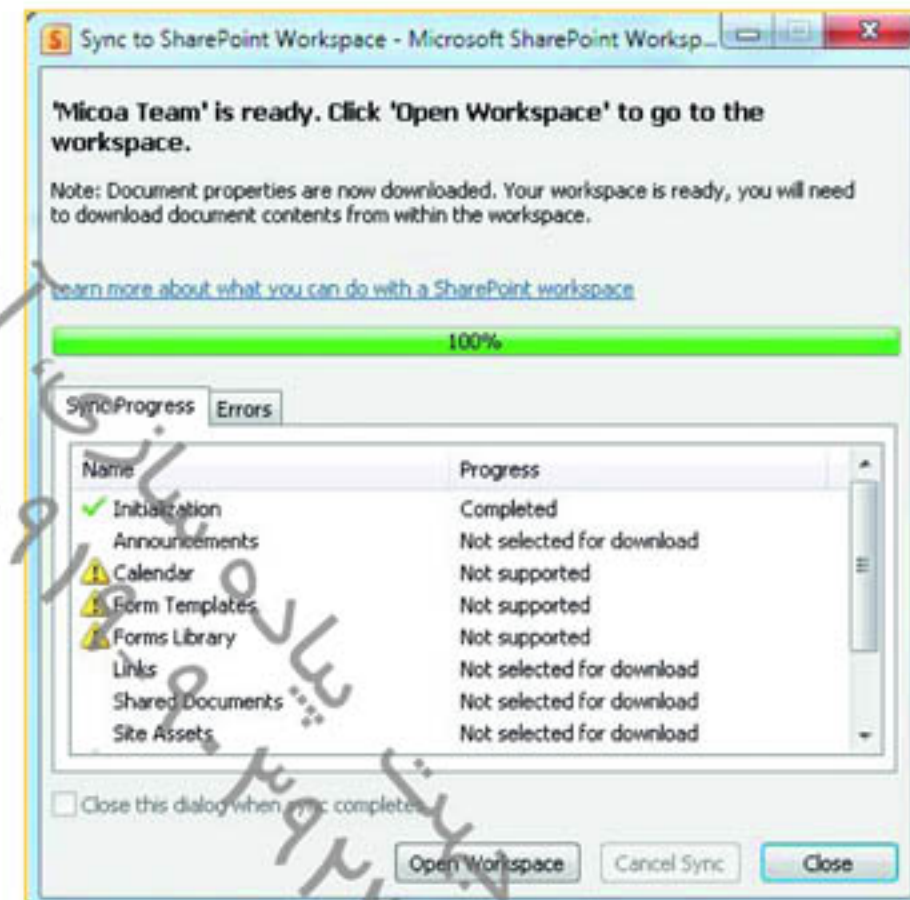 Sync to SharePoint Workspace - Microsoft SharePoint Worksp...
'Micoa Team' is ready. Click 'Open Workspace' to go to the
workspace.
Note: Document properties are now downloaded. Your workspace is ready, you will need
to download document contents from within the workspace.
Learn more about what you can do with a SharePoint workspace
100%
Sync Progress Errors
Name Progress
Initialization Completed
Announcements Not selected for download
Calendar Not supported
Form Templates Not supported
Forms Library Not supported
Links Not selected for download
Shared Documents Not selected for download
Site Assets Not selected for download
Close this dialog when sync completes
Open Workspace Cancel Sync Close
پیاده سازی